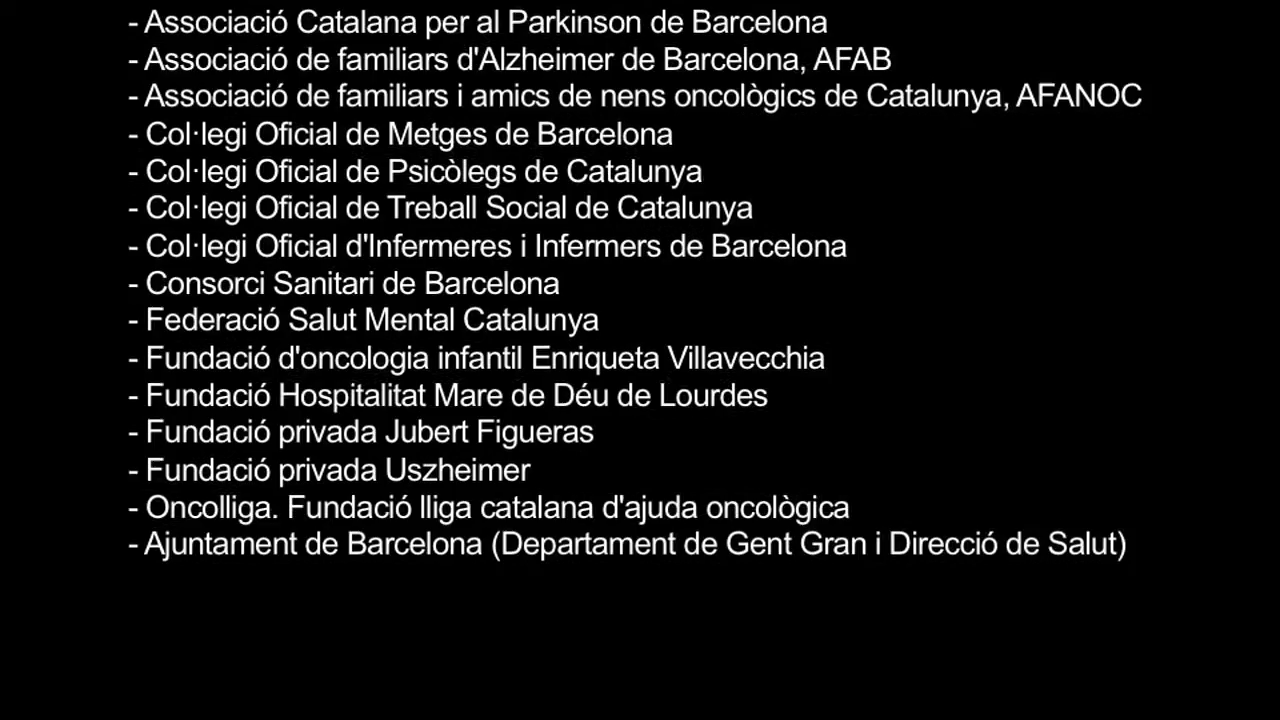 - Associació Catalana per al Parkinson de Barcelona
- Associació de familiars d'Alzheimer de Barcelona, AFAB
- Associació de familiars i amics de nens oncològics de Catalunya, AFANOC
- Col·legi Oficial de Metges de Barcelona
- Col·legi Oficial de Psicòlegs de Catalunya
- Col·legi Oficial de Treball Social de Catalunya
- Col·legi Oficial d'Infermeres i Infermers de Barcelona
- Consorci Sanitari de Barcelona
- Federació Salut Mental Catalunya
- Fundació d'oncologia infantil Enriqueta Villavecchia
- Fundació Hospitalitat Mare de Déu de Lourdes
- Fundació privada Jubert Figueras
- Fundació privada Uszheimer
- Oncolliga. Fundació lliga catalana d'ajuda oncològica
- Ajuntament de Barcelona (Departament de Gent Gran i Direcció de Salut)